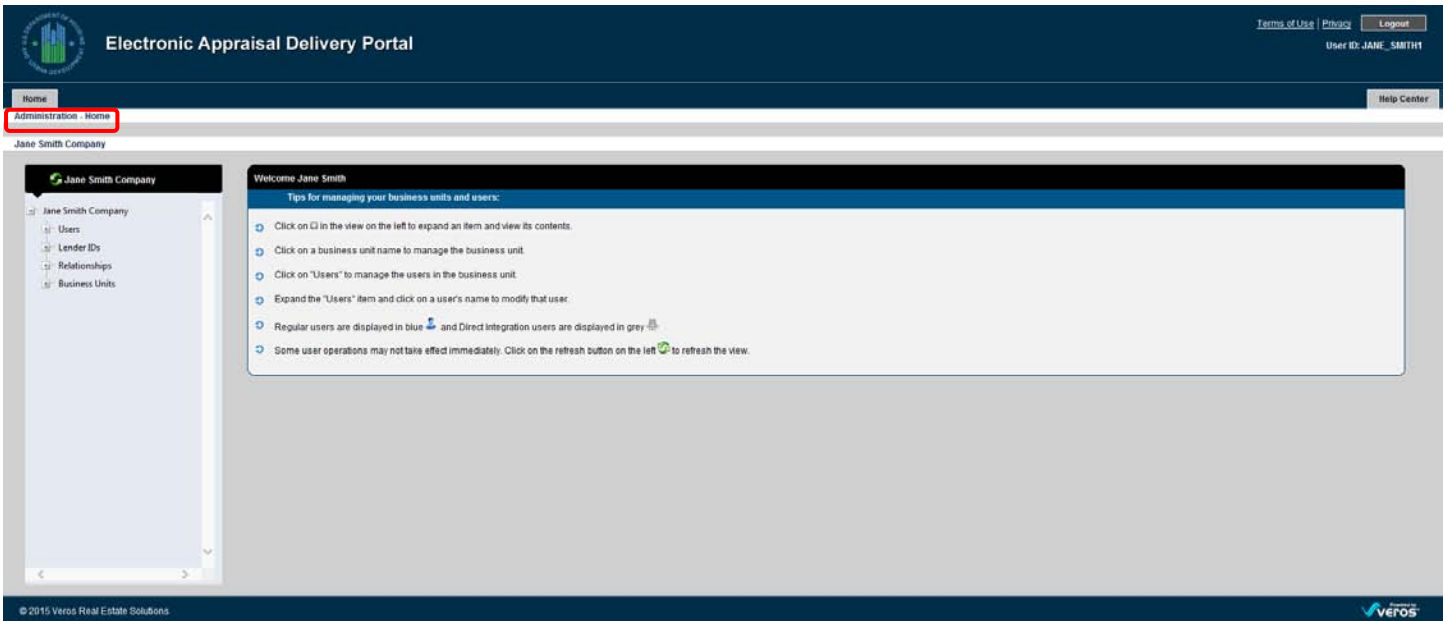 Terms of Use | Privacy Logout
Electronic Appraisal Delivery Portal
User ID: JANE_SMITH1
Home
Help Center
Administration - Home
Jane Smith Company
Jane Smith Company
Welcome Jane Smith
Tips for managing your business units and users:
Jane Smith Company
Users
Lender IDs
Relationships
Business Units
Click on in the view on the left to expand an item and view its contents.
Click on a business unit name to manage the business unit.
Click on "Users" to manage the users in the business unit.
Expand the "Users" item and click on a user's name to modify that user.
Regular users are displayed in blue and Direct integration users are displayed in grey
Some user operations may not take effect immediately. Click on the refresh button on the left to refresh the view.
© 2015 Veros Real Estate Solutions
Powered by
veros